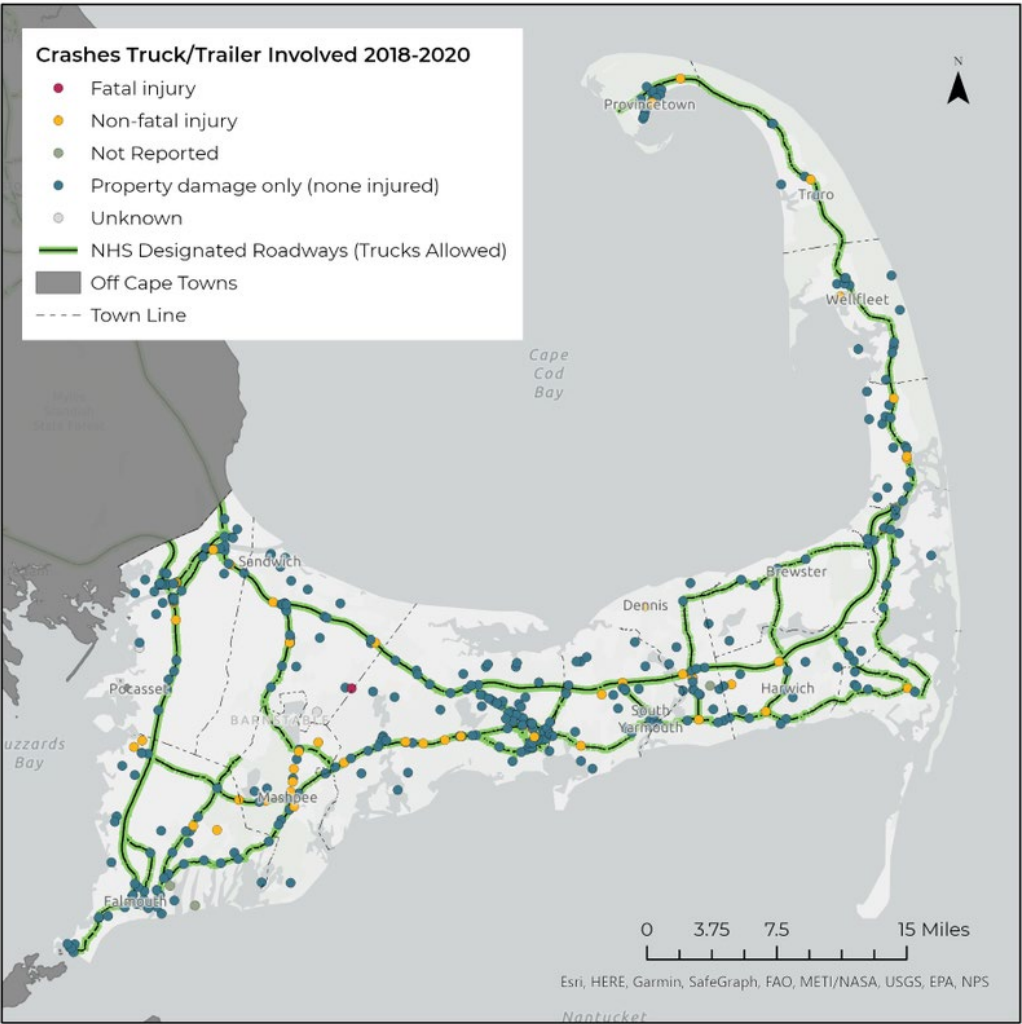 Crashes Truck/Trailer Involved 2018-2020
Fatal injury
Non-fatal injury
Not Reported
Property damage only (none injured)
Unknown
NHS Designated Roadways (Trucks Allowed)
Off Cape Towns
Town Line
N
Provincetown
Truro
Wellfleet
Cape
Cod
Bay
Sandwich
Brewster
Dennis
Pocasset
Harwich
South
Yarmouth
BARNSTABLE
uzzards
Bay
Mashpee
Falmouth
0 3.75 7.5 15 Miles
Esri, HERE, Garmin, SafeGraph, FAO, METI/NASA, USGS, EPA, NPS
Nantucket